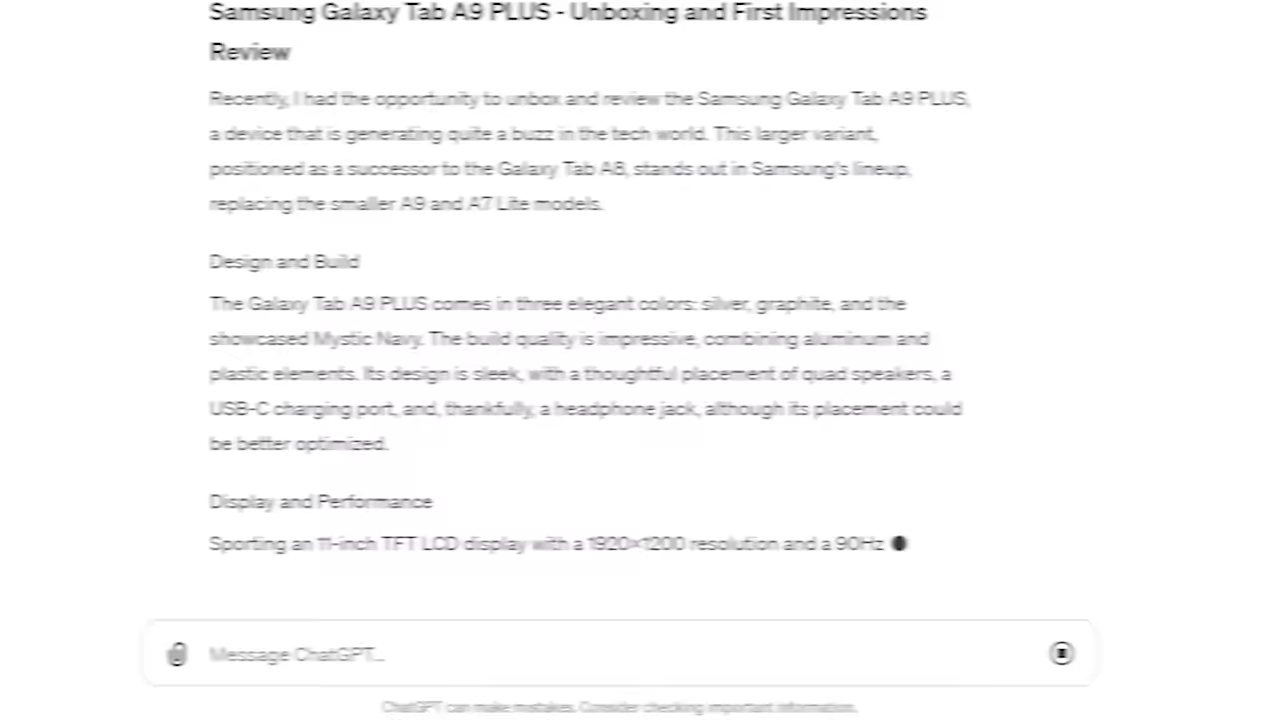 Samsung Galaxy Tab A9 PLUS - Unboxing and First Impressions
Review
Recently, I had the opportunity to unbox and review the Samsung Galaxy Tab A9 PLUS,
a device that is generating quite a buzz in the tech world. This larger variant,
positioned as a successor to the Galaxy Tab A8, stands out in Samsung's lineup,
replacing the smaller A9 and A7 Lite models.
Design and Build
The Galaxy Tab A9 PLUS comes in three elegant colors: silver, graphite, and the
showcased Mystic Navy. The build quality is impressive, combining aluminum and
plastic elements. Its design is sleek, with a thoughtful placement of quad speakers, a
USB-C charging port, and, thankfully, a headphone jack, although its placement could
be better optimized.
Display and Performance
Sporting an 11-inch TFT LCD display with a 1920x1200 resolution and a 90Hz
Message ChatGPT...
ChatGPT can make mistakes. Consider checking important information.